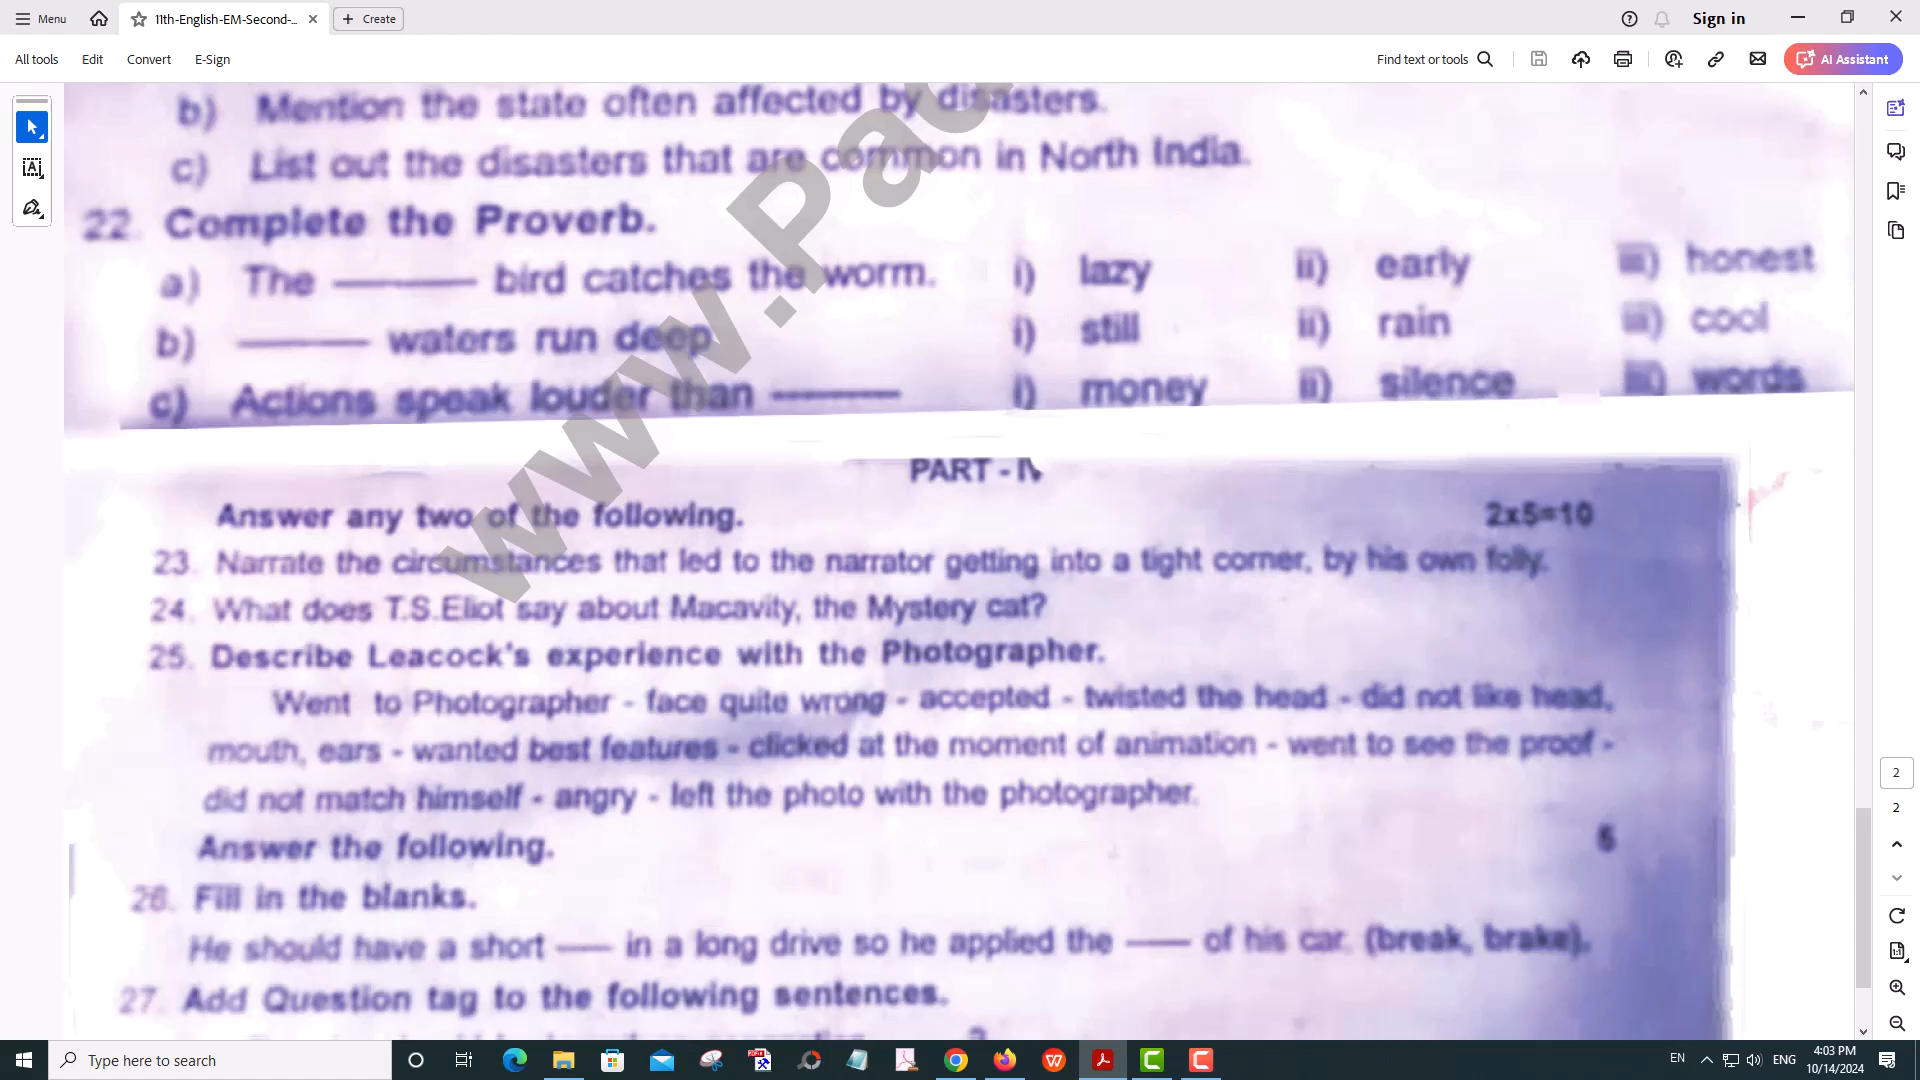 Menu
11th-English-EM-Second-...
Create
Sign in
All tools
Edit
Convert
E-Sign
Find text or tools
AI Assistant
b) Mention the state often affected by disasters.
c) List out the disasters that are common in North India.
22. Complete the Proverb.
a) The ———— bird catches the worm. i) lazy ii) early iii) honest
b) ———— waters run deep i) still ii) rain iii) cool
c) Actions speak louder than ———— i) money ii) silence iii) words
www.Pad
PART - IV
Answer any two of the following. 2x5=10
23. Narrate the circumstances that led to the narrator getting into a tight corner, by his own folly.
24. What does T.S.Eliot say about Macavity, the Mystery cat?
25. Describe Leacock's experience with the Photographer.
Went to Photographer - face quite wrong - accepted - twisted the head - did not like head,
mouth, ears - wanted best features - clicked at the moment of animation - went to see the proof -
did not match himself - angry - left the photo with the photographer.
Answer the following. 5
26. Fill in the blanks.
He should have a short —— in a long drive so he applied the —— of his car. (break, brake).
27. Add Question tag to the following sentences.
2
2
Type here to search
EN
ENG
4:03 PM
10/14/2024